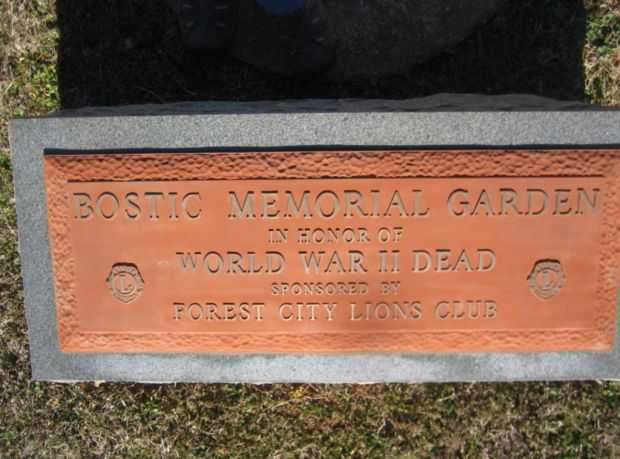 BOSTIC MEMORIAL GARDEN
IN HONOR OF
WORLD WAR II DEAD
SPONSORED BY
FOREST CITY LIONS CLUB
L
L